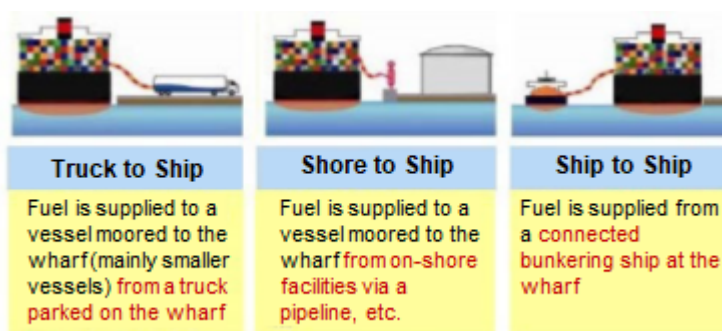 Truck to Ship
Fuel is supplied to a
vessel moored to the
wharf (mainly smaller
vessels) from a truck
parked on the wharf
Shore to Ship
Fuel is supplied to a
vessel moored to the
wharf from on-shore
facilities via a
pipeline, etc.
Ship to Ship
Fuel is supplied from
a connected
bunkering ship at the
wharf